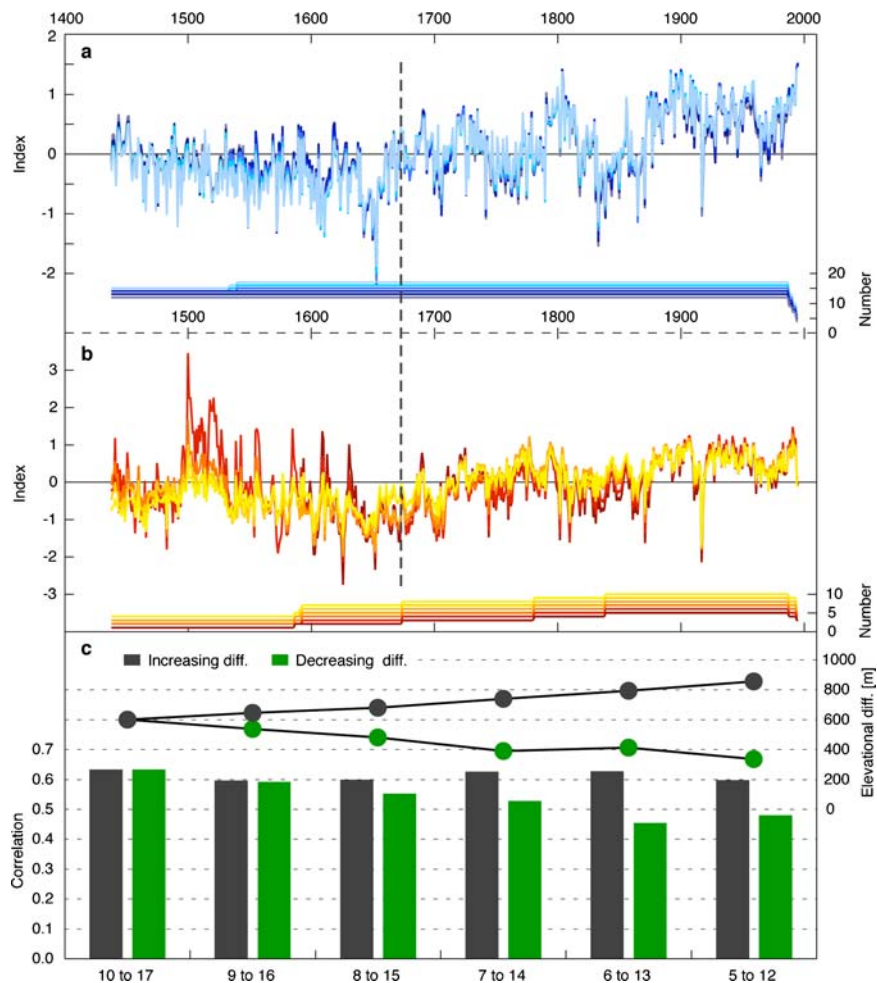 1400 1500 1600 1700 1800 1900 2000
a
2
1
0
-1
-2
Index
20
10
0
Number
1500 1600 1700 1800 1900
b
3
2
1
0
-1
-2
-3
Index
10
5
0
Number
c
Increasing diff. Decreasing diff.
1000
800
600
400
200
0
Elevational diff. [m]
0.7
0.6
0.5
0.4
0.3
0.2
0.1
0.0
Correlation
10 to 17 9 to 16 8 to 15 7 to 14 6 to 13 5 to 12